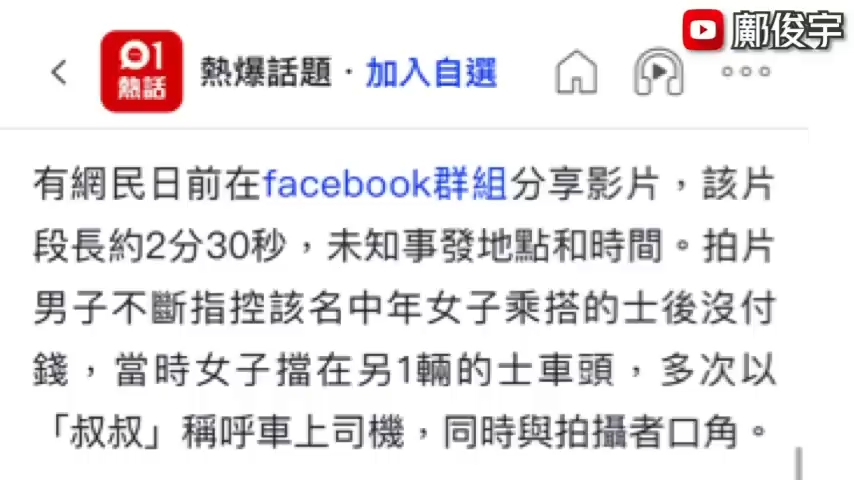 鄺俊宇
01
熱話
熱爆話題·加入自選
有網民日前在facebook群組分享影片，該片
段長約2分30秒，未知事發地點和時間。拍片
男子不斷指控該名中年女子乘搭的士後沒付
錢，當時女子擋在另1輛的士車頭，多次以
「叔叔」稱呼車上司機，同時與拍攝者口角。